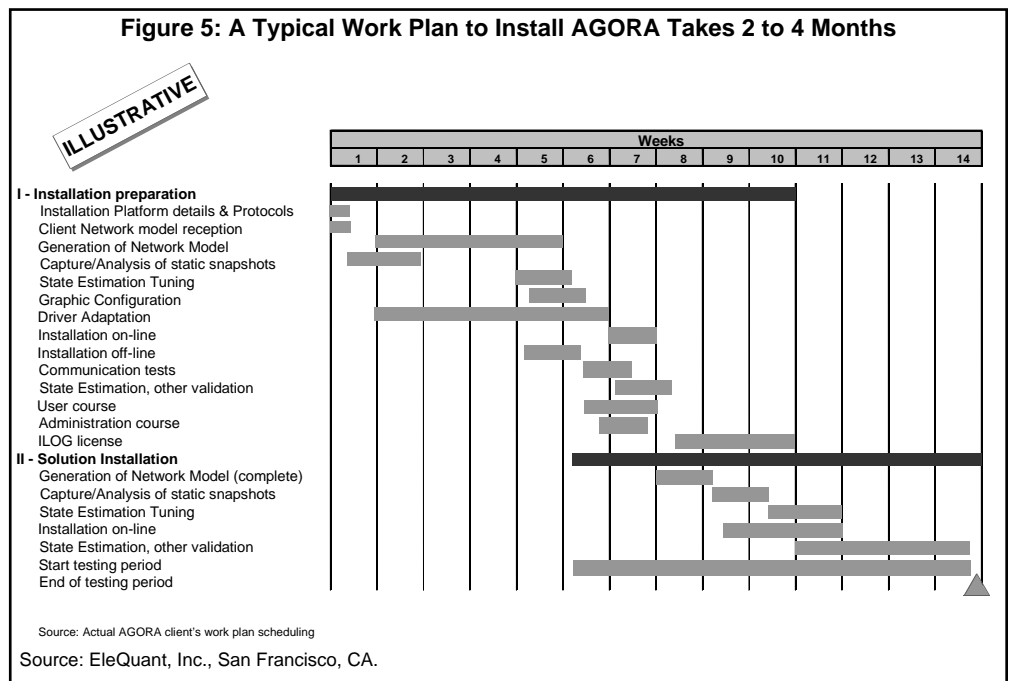 Figure 5: A Typical Work Plan to Install AGORA Takes 2 to 4 Months
ILLUSTRATIVE
Weeks
1 2 3 4 5 6 7 8 9 10 11 12 13 14
I - Installation preparation
Installation Platform details & Protocols
Client Network model reception
Generation of Network Model
Capture/Analysis of static snapshots
State Estimation Tuning
Graphic Configuration
Driver Adaptation
Installation on-line
Installation off-line
Communication tests
State Estimation, other validation
User course
Administration course
ILOG license
II - Solution Installation
Generation of Network Model (complete)
Capture/Analysis of static snapshots
State Estimation Tuning
Installation on-line
State Estimation, other validation
Start testing period
End of testing period
Source: Actual AGORA client's work plan scheduling
Source: EleQuant, Inc., San Francisco, CA.